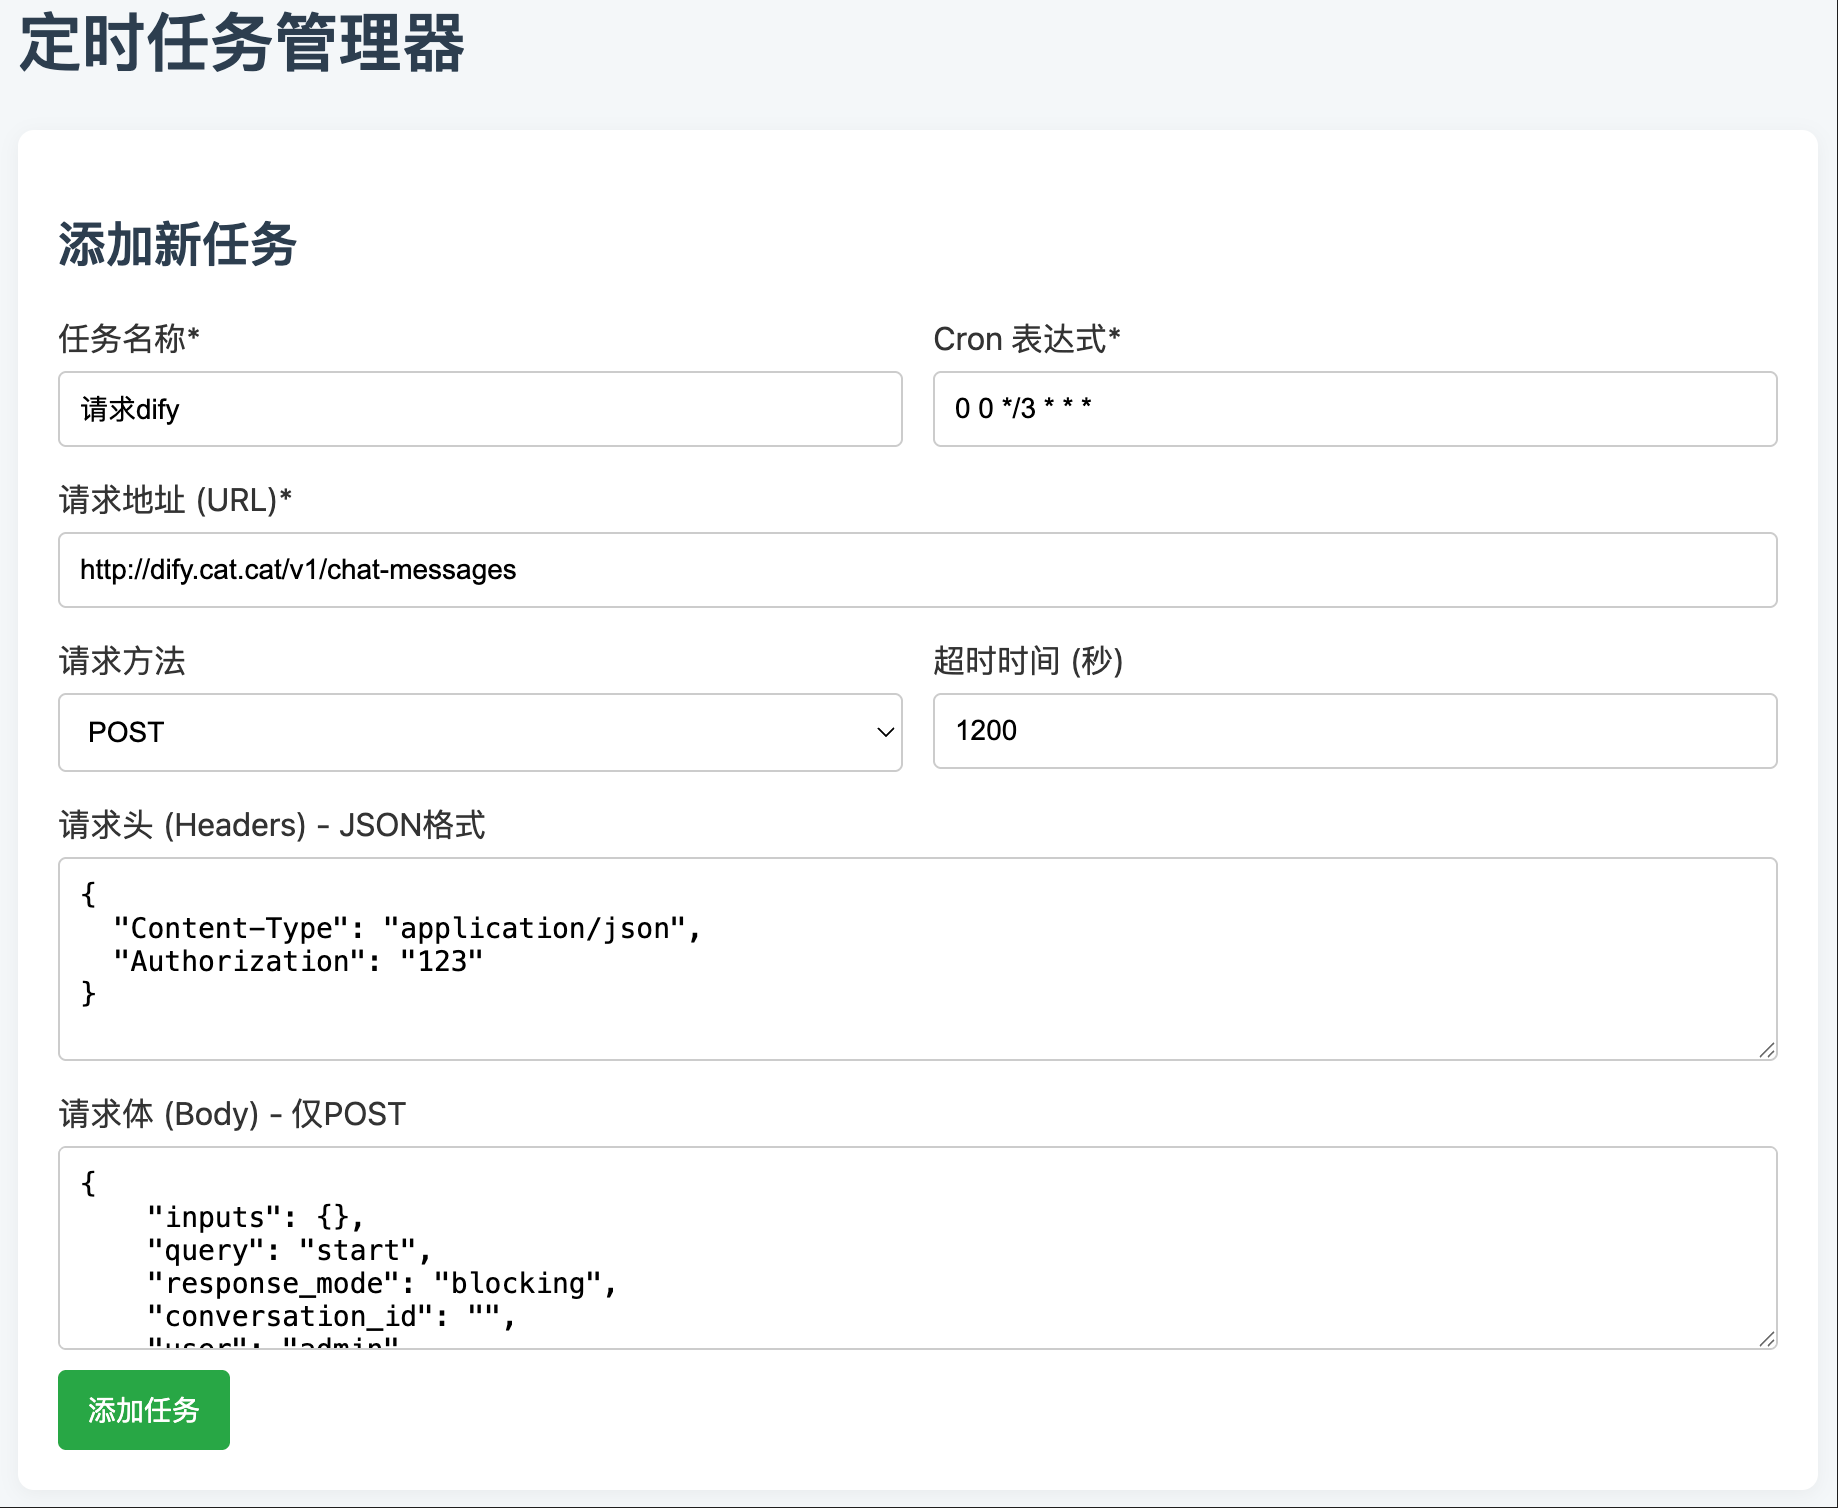 定时任务管理器
添加新任务
任务名称*
Cron 表达式*
请求dify
0 0 */3 * * *
请求地址 (URL)*
http://dify.cat.cat/v1/chat-messages
请求方法
超时时间 (秒)
POST
1200
请求头 (Headers) - JSON格式
{
  "Content-Type": "application/json",
  "Authorization": "123"
}
请求体 (Body) - 仅POST
{
    "inputs": {},
    "query": "start",
    "response_mode": "blocking",
    "conversation_id": "",
    "user": "admin"
添加任务